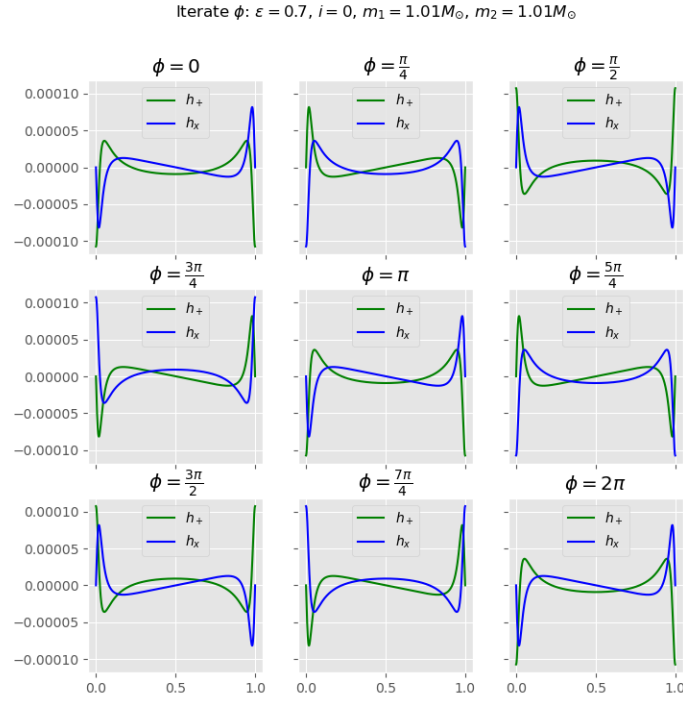 Iterate ϕ: ε = 0.7, i = 0, m₁ = 1.01M⊙, m₂ = 1.01M⊙
ϕ = 0
ϕ = π/4
ϕ = π/2
0.00010
0.00005
0.00000
−0.00005
−0.00010
h₊
hₓ
h₊
hₓ
h₊
hₓ
ϕ = 3π/4
ϕ = π
ϕ = 5π/4
0.00010
0.00005
0.00000
−0.00005
−0.00010
h₊
hₓ
h₊
hₓ
h₊
hₓ
ϕ = 3π/2
ϕ = 7π/4
ϕ = 2π
0.00010
0.00005
0.00000
−0.00005
−0.00010
h₊
hₓ
h₊
hₓ
h₊
hₓ
0.0 0.5 1.0
0.0 0.5 1.0
0.0 0.5 1.0